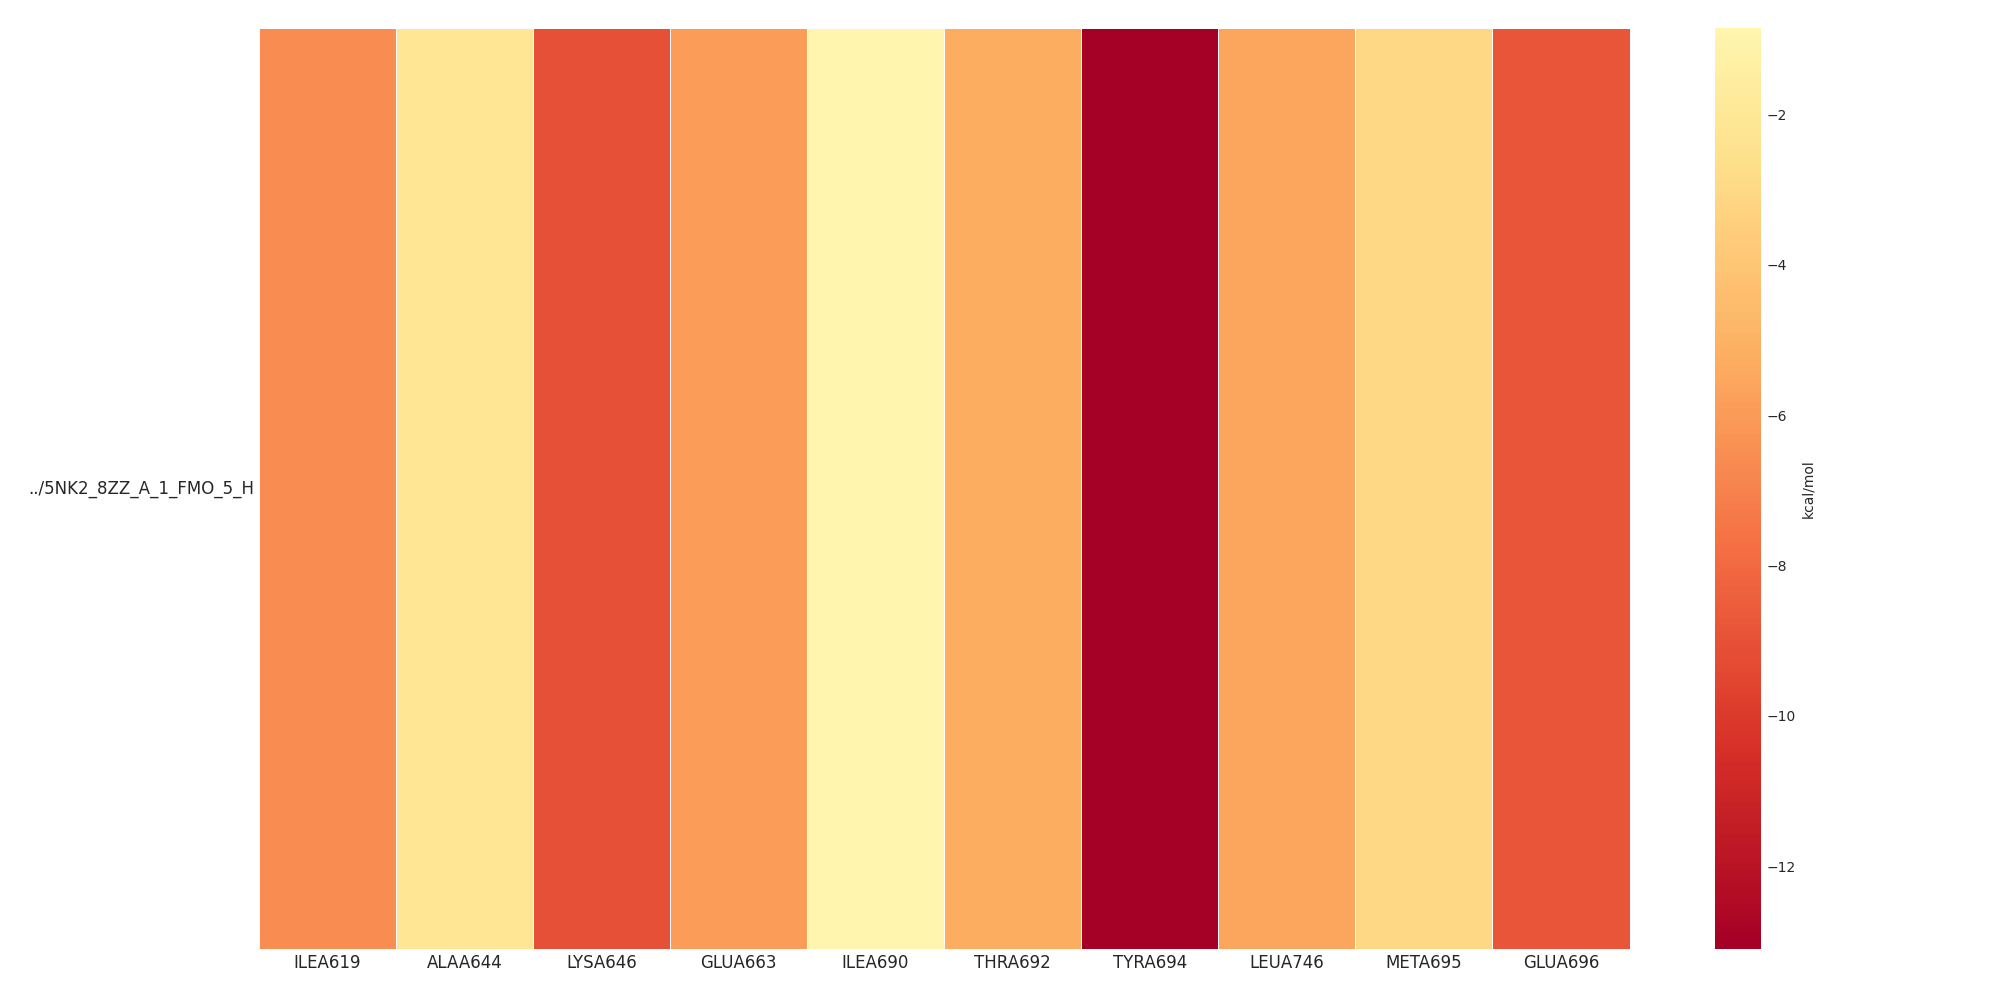 ../5NK2_8ZZ_A_1_FMO_5_H
ILEA619 ALAA644 LYSA646 GLUA663 ILEA690 THRA692 TYRA694 LEUA746 META695 GLUA696
−2
−4
−6
−8
−10
−12
kcal/mol